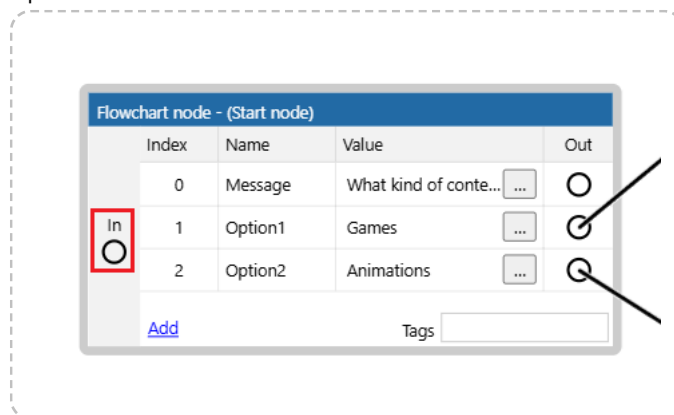 Flowchart node - (Start node)
Index Name Value Out
0 Message What kind of conte... ...
In
1 Option1 Games ...
2 Option2 Animations ...
Add Tags